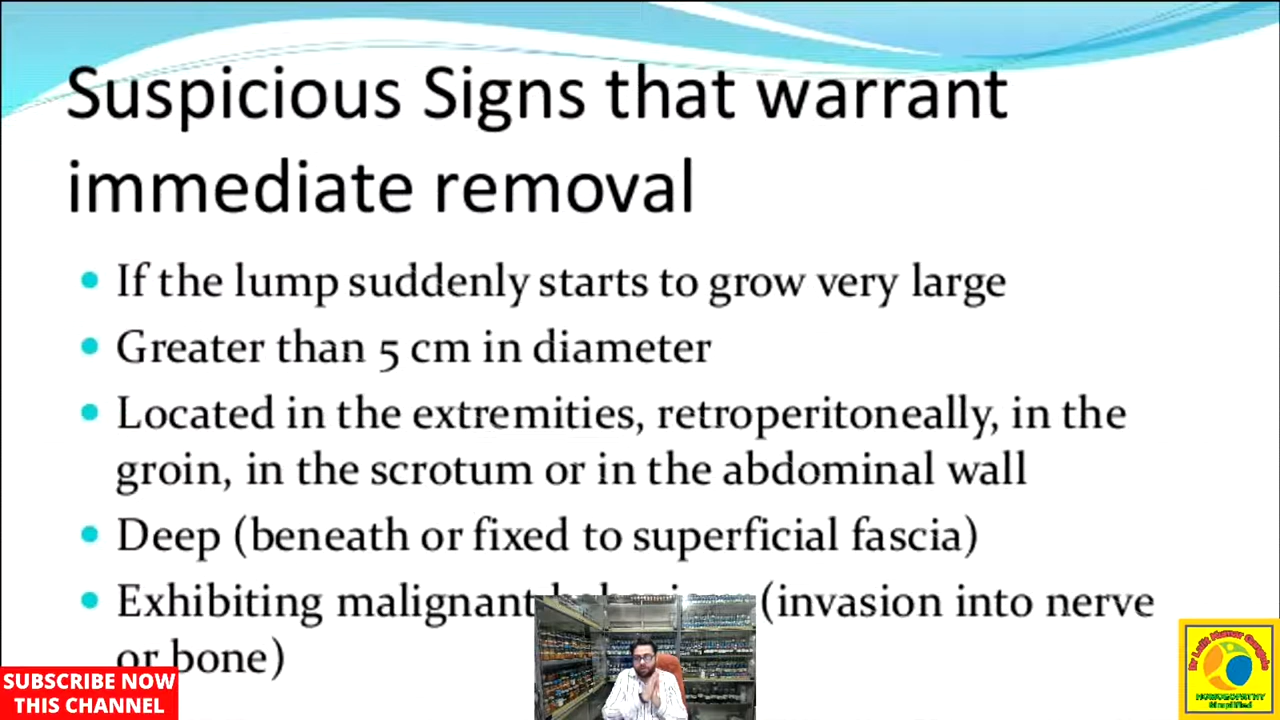 Suspicious Signs that warrant
immediate removal
If the lump suddenly starts to grow very large
Greater than 5 cm in diameter
Located in the extremities, retroperitoneally, in the
groin, in the scrotum or in the abdominal wall
Deep (beneath or fixed to superficial fascia)
Exhibiting malignant (invasion into nerve
or bone)
SUBSCRIBE NOW
THIS CHANNEL
HOMOEOPATHY
Simplified